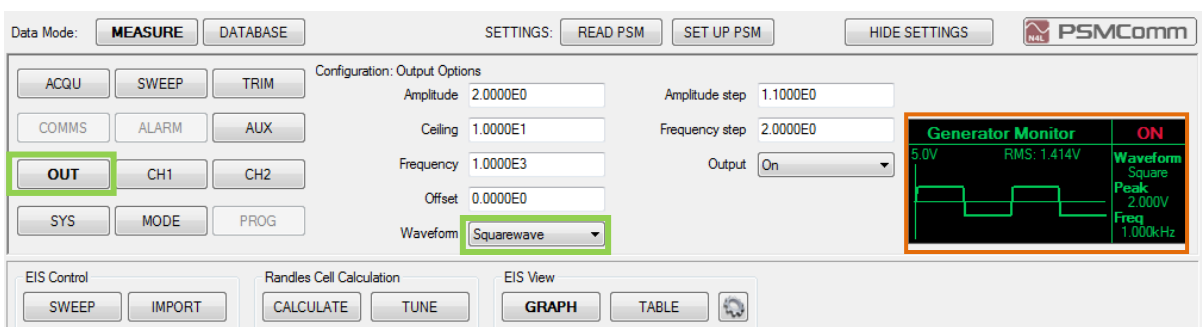 Data Mode: MEASURE DATABASE SETTINGS: READ PSM SET UP PSM HIDE SETTINGS N4L PSMComm
Configuration: Output Options
ACQU SWEEP TRIM Amplitude 2.0000E0 Amplitude step 1.1000E0
COMMS ALARM AUX Ceiling 1.0000E1 Frequency step 2.0000E0
OUT CH1 CH2 Frequency 1.0000E3 Output On
Offset 0.0000E0
SYS MODE PROG Waveform Squarewave
Generator Monitor ON
5.0V RMS: 1.414V Waveform
Square
Peak
2.000V
Freq
1.000kHz
EIS Control Randles Cell Calculation EIS View
SWEEP IMPORT CALCULATE TUNE GRAPH TABLE